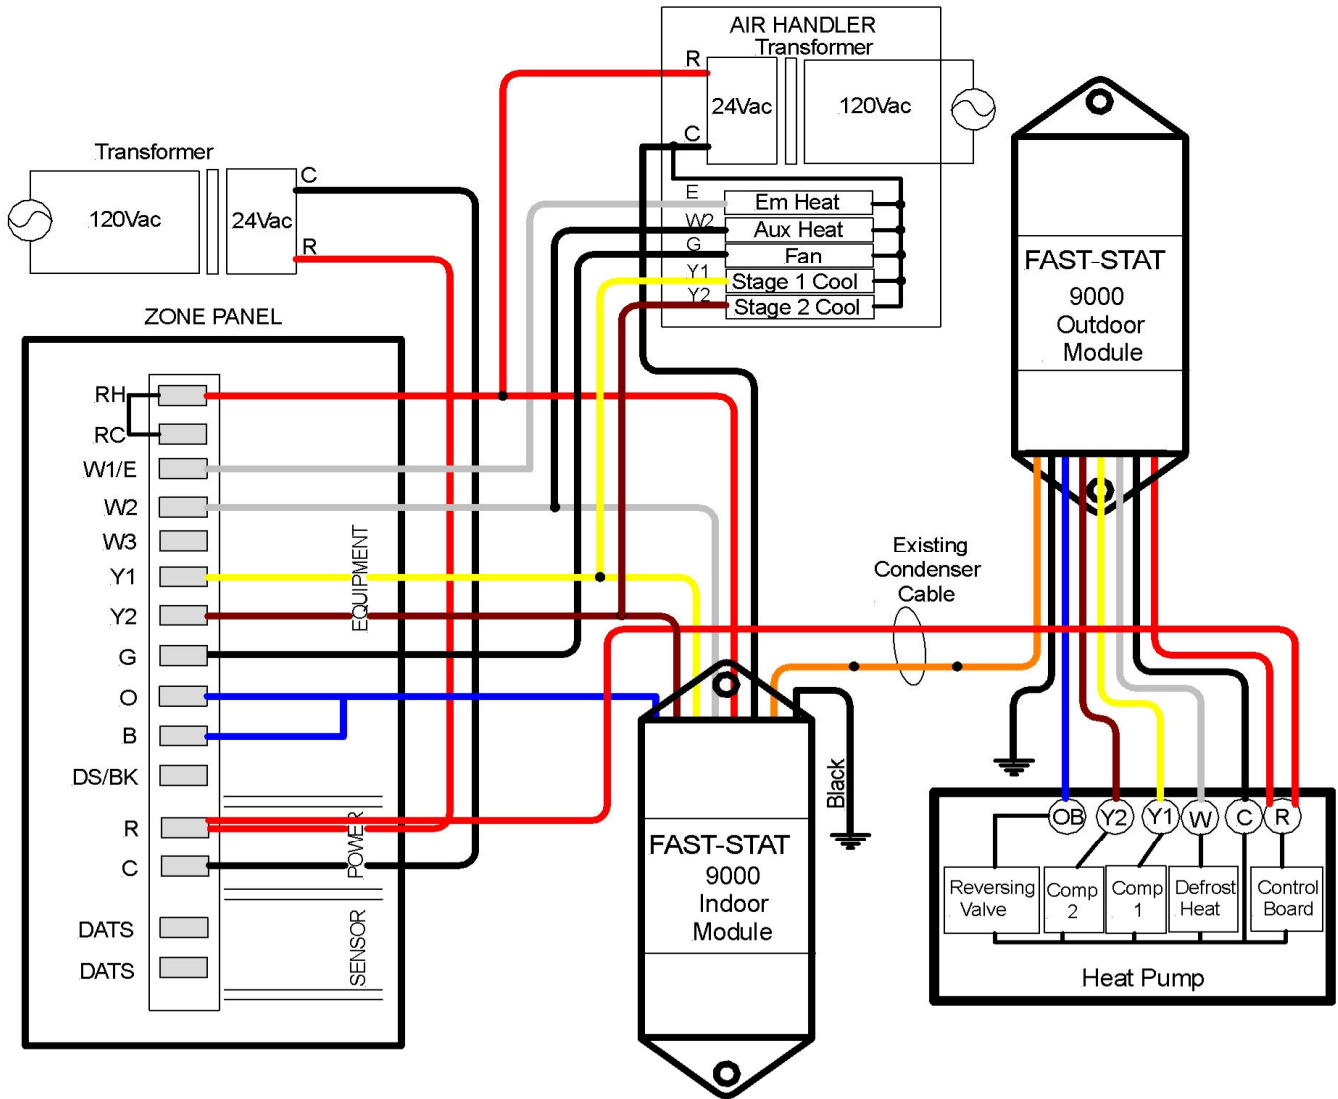 AIR HANDLER
Transformer
R
24Vac
120Vac
C
E
Em Heat
W2
Aux Heat
G
Fan
Y1
Stage 1 Cool
Y2
Stage 2 Cool
Transformer
120Vac
24Vac
C
R
ZONE PANEL
RH
RC
W1/E
W2
W3
Y1
Y2
G
O
B
DS/BK
R
C
DATS
DATS
EQUIPMENT
POWER
SENSOR
FAST-STAT
9000
Outdoor
Module
Existing
Condenser
Cable
Black
FAST-STAT
9000
Indoor
Module
OB
Y2
Y1
W
C
R
Reversing
Valve
Comp
2
Comp
1
Defrost
Heat
Control
Board
Heat Pump